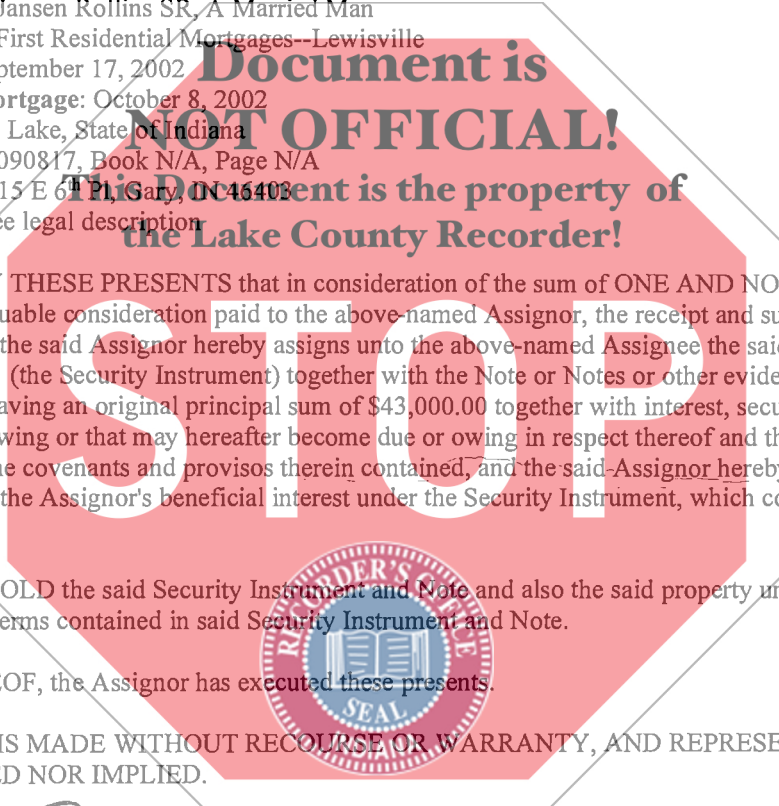 Jansen Rollins SR, A Married Man
First Residential Mortgages--Lewisville
ptember 17, 2002
ortgage: October 8, 2002
Lake, State of Indiana
090817, Book N/A, Page N/A
15 E 6th Pl, Gary, IN 46403
ee legal description
Document is
NOT OFFICIAL!
This Document is the property of
the Lake County Recorder!
THESE PRESENTS that in consideration of the sum of ONE AND NO
uable consideration paid to the above-named Assignor, the receipt and su
the said Assignor hereby assigns unto the above-named Assignee the said
(the Security Instrument) together with the Note or Notes or other evide
aving an original principal sum of $43,000.00 together with interest, secu
wing or that may hereafter become due or owing in respect thereof and th
e covenants and provisos therein contained, and the said Assignor hereby
the Assignor's beneficial interest under the Security Instrument, which co
STOP
OLD the said Security Instrument and Note and also the said property un
erms contained in said Security Instrument and Note.
OF, the Assignor has executed these presents.
RECORDER'S OFFICE
SEAL
IS MADE WITHOUT RECOURSE OR WARRANTY, AND REPRESE
ED NOR IMPLIED.